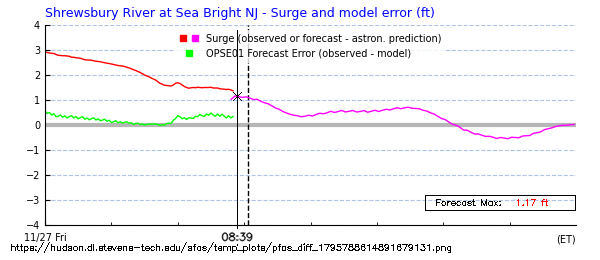 Shrewsbury River at Sea Bright NJ - Surge and model error (ft)
Surge (observed or forecast - astron. prediction)
OPSE01 Forecast Error (observed - model)
4
3
2
1
0
−1
−2
−3
−4
Forecast Max: 1.17 ft
11/27 Fri
08:39
(ET)
https://hudson.dl.stevens-tech.edu/sfas/temp_plots/pfas_diff_1795788614891679131.png